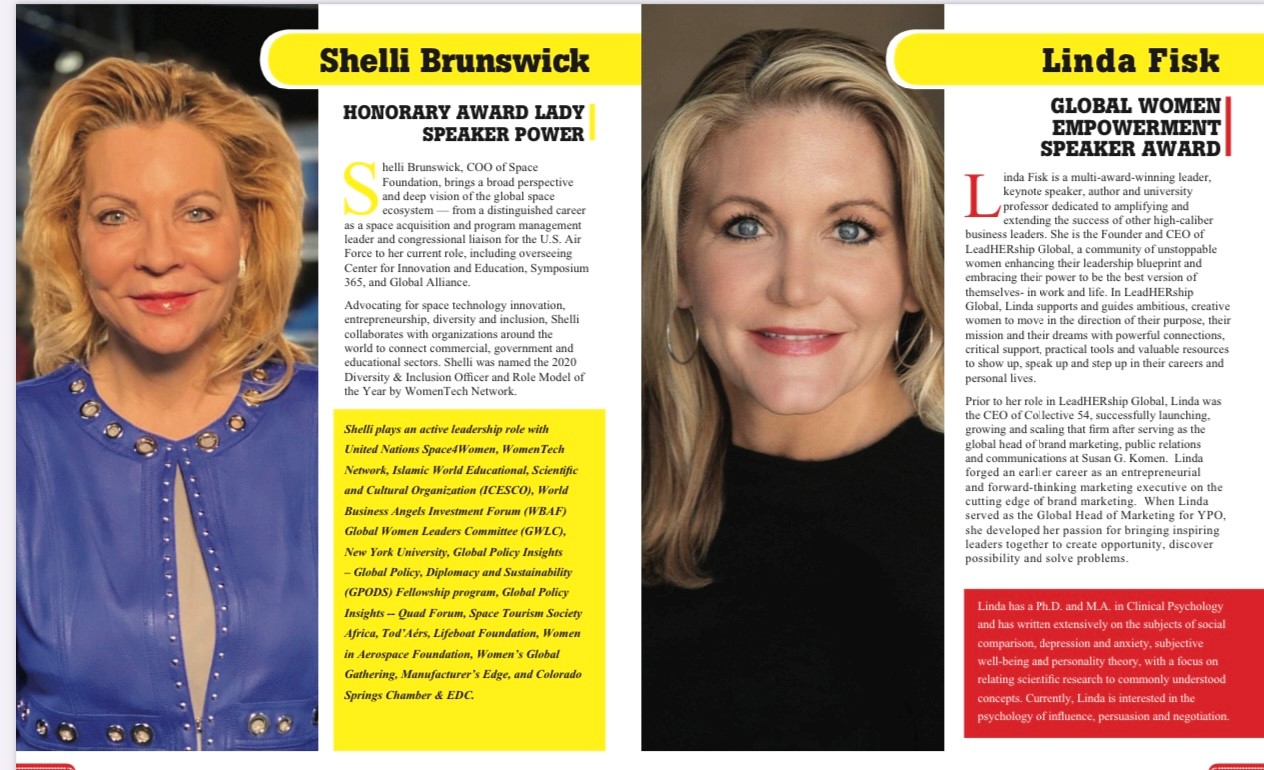 Shelli Brunswick
HONORARY AWARD LADY
SPEAKER POWER
Shelli Brunswick, COO of Space
Foundation, brings a broad perspective
and deep vision of the global space
ecosystem — from a distinguished career
as a space acquisition and program management
leader and congressional liaison for the U.S. Air
Force to her current role, including overseeing
Center for Innovation and Education, Symposium
365, and Global Alliance.
Advocating for space technology innovation,
entrepreneurship, diversity and inclusion, Shelli
collaborates with organizations around the
world to connect commercial, government and
educational sectors. Shelli was named the 2020
Diversity & Inclusion Officer and Role Model of
the Year by WomenTech Network.
Shelli plays an active leadership role with
United Nations Space4Women, WomenTech
Network, Islamic World Educational, Scientific
and Cultural Organization (ICESCO), World
Business Angels Investment Forum (WBAF)
Global Women Leaders Committee (GWLC),
New York University, Global Policy Insights
– Global Policy, Diplomacy and Sustainability
(GPODS) Fellowship program, Global Policy
Insights -- Quad Forum, Space Tourism Society
Africa, Tod'Aérs, Lifeboat Foundation, Women
in Aerospace Foundation, Women's Global
Gathering, Manufacturer's Edge, and Colorado
Springs Chamber & EDC.
Linda Fisk
GLOBAL WOMEN
EMPOWERMENT
SPEAKER AWARD
Linda Fisk is a multi-award-winning leader,
keynote speaker, author and university
professor dedicated to amplifying and
extending the success of other high-caliber
business leaders. She is the Founder and CEO of
LeadHERship Global, a community of unstoppable
women enhancing their leadership blueprint and
embracing their power to be the best version of
themselves- in work and life. In LeadHERship
Global, Linda supports and guides ambitious, creative
women to move in the direction of their purpose, their
mission and their dreams with powerful connections,
critical support, practical tools and valuable resources
to show up, speak up and step up in their careers and
personal lives.
Prior to her role in LeadHERship Global, Linda was
the CEO of Collective 54, successfully launching,
growing and scaling that firm after serving as the
global head of brand marketing, public relations
and communications at Susan G. Komen. Linda
forged an earlier career as an entrepreneurial
and forward-thinking marketing executive on the
cutting edge of brand marketing. When Linda
served as the Global Head of Marketing for YPO,
she developed her passion for bringing inspiring
leaders together to create opportunity, discover
possibility and solve problems.
Linda has a Ph.D. and M.A. in Clinical Psychology
and has written extensively on the subjects of social
comparison, depression and anxiety, subjective
well-being and personality theory, with a focus on
relating scientific research to commonly understood
concepts. Currently, Linda is interested in the
psychology of influence, persuasion and negotiation.